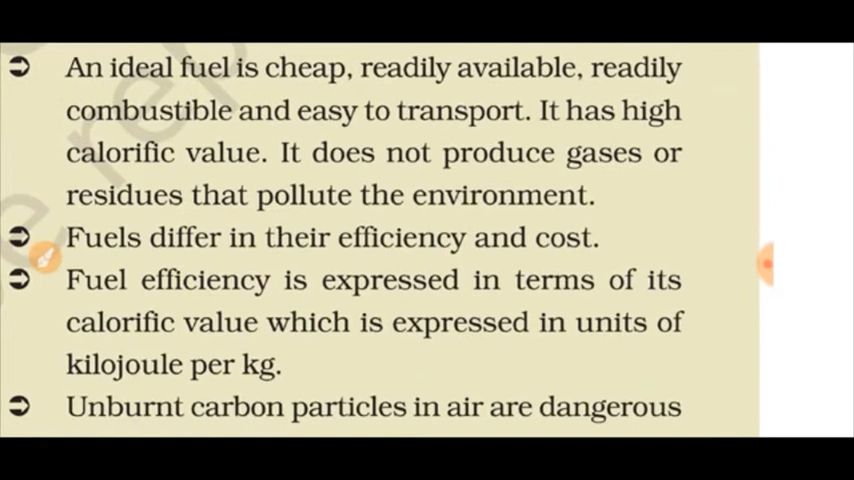 ➲ An ideal fuel is cheap, readily available, readily
combustible and easy to transport. It has high
calorific value. It does not produce gases or
residues that pollute the environment.
➲ Fuels differ in their efficiency and cost.
➲ Fuel efficiency is expressed in terms of its
calorific value which is expressed in units of
kilojoule per kg.
➲ Unburnt carbon particles in air are dangerous